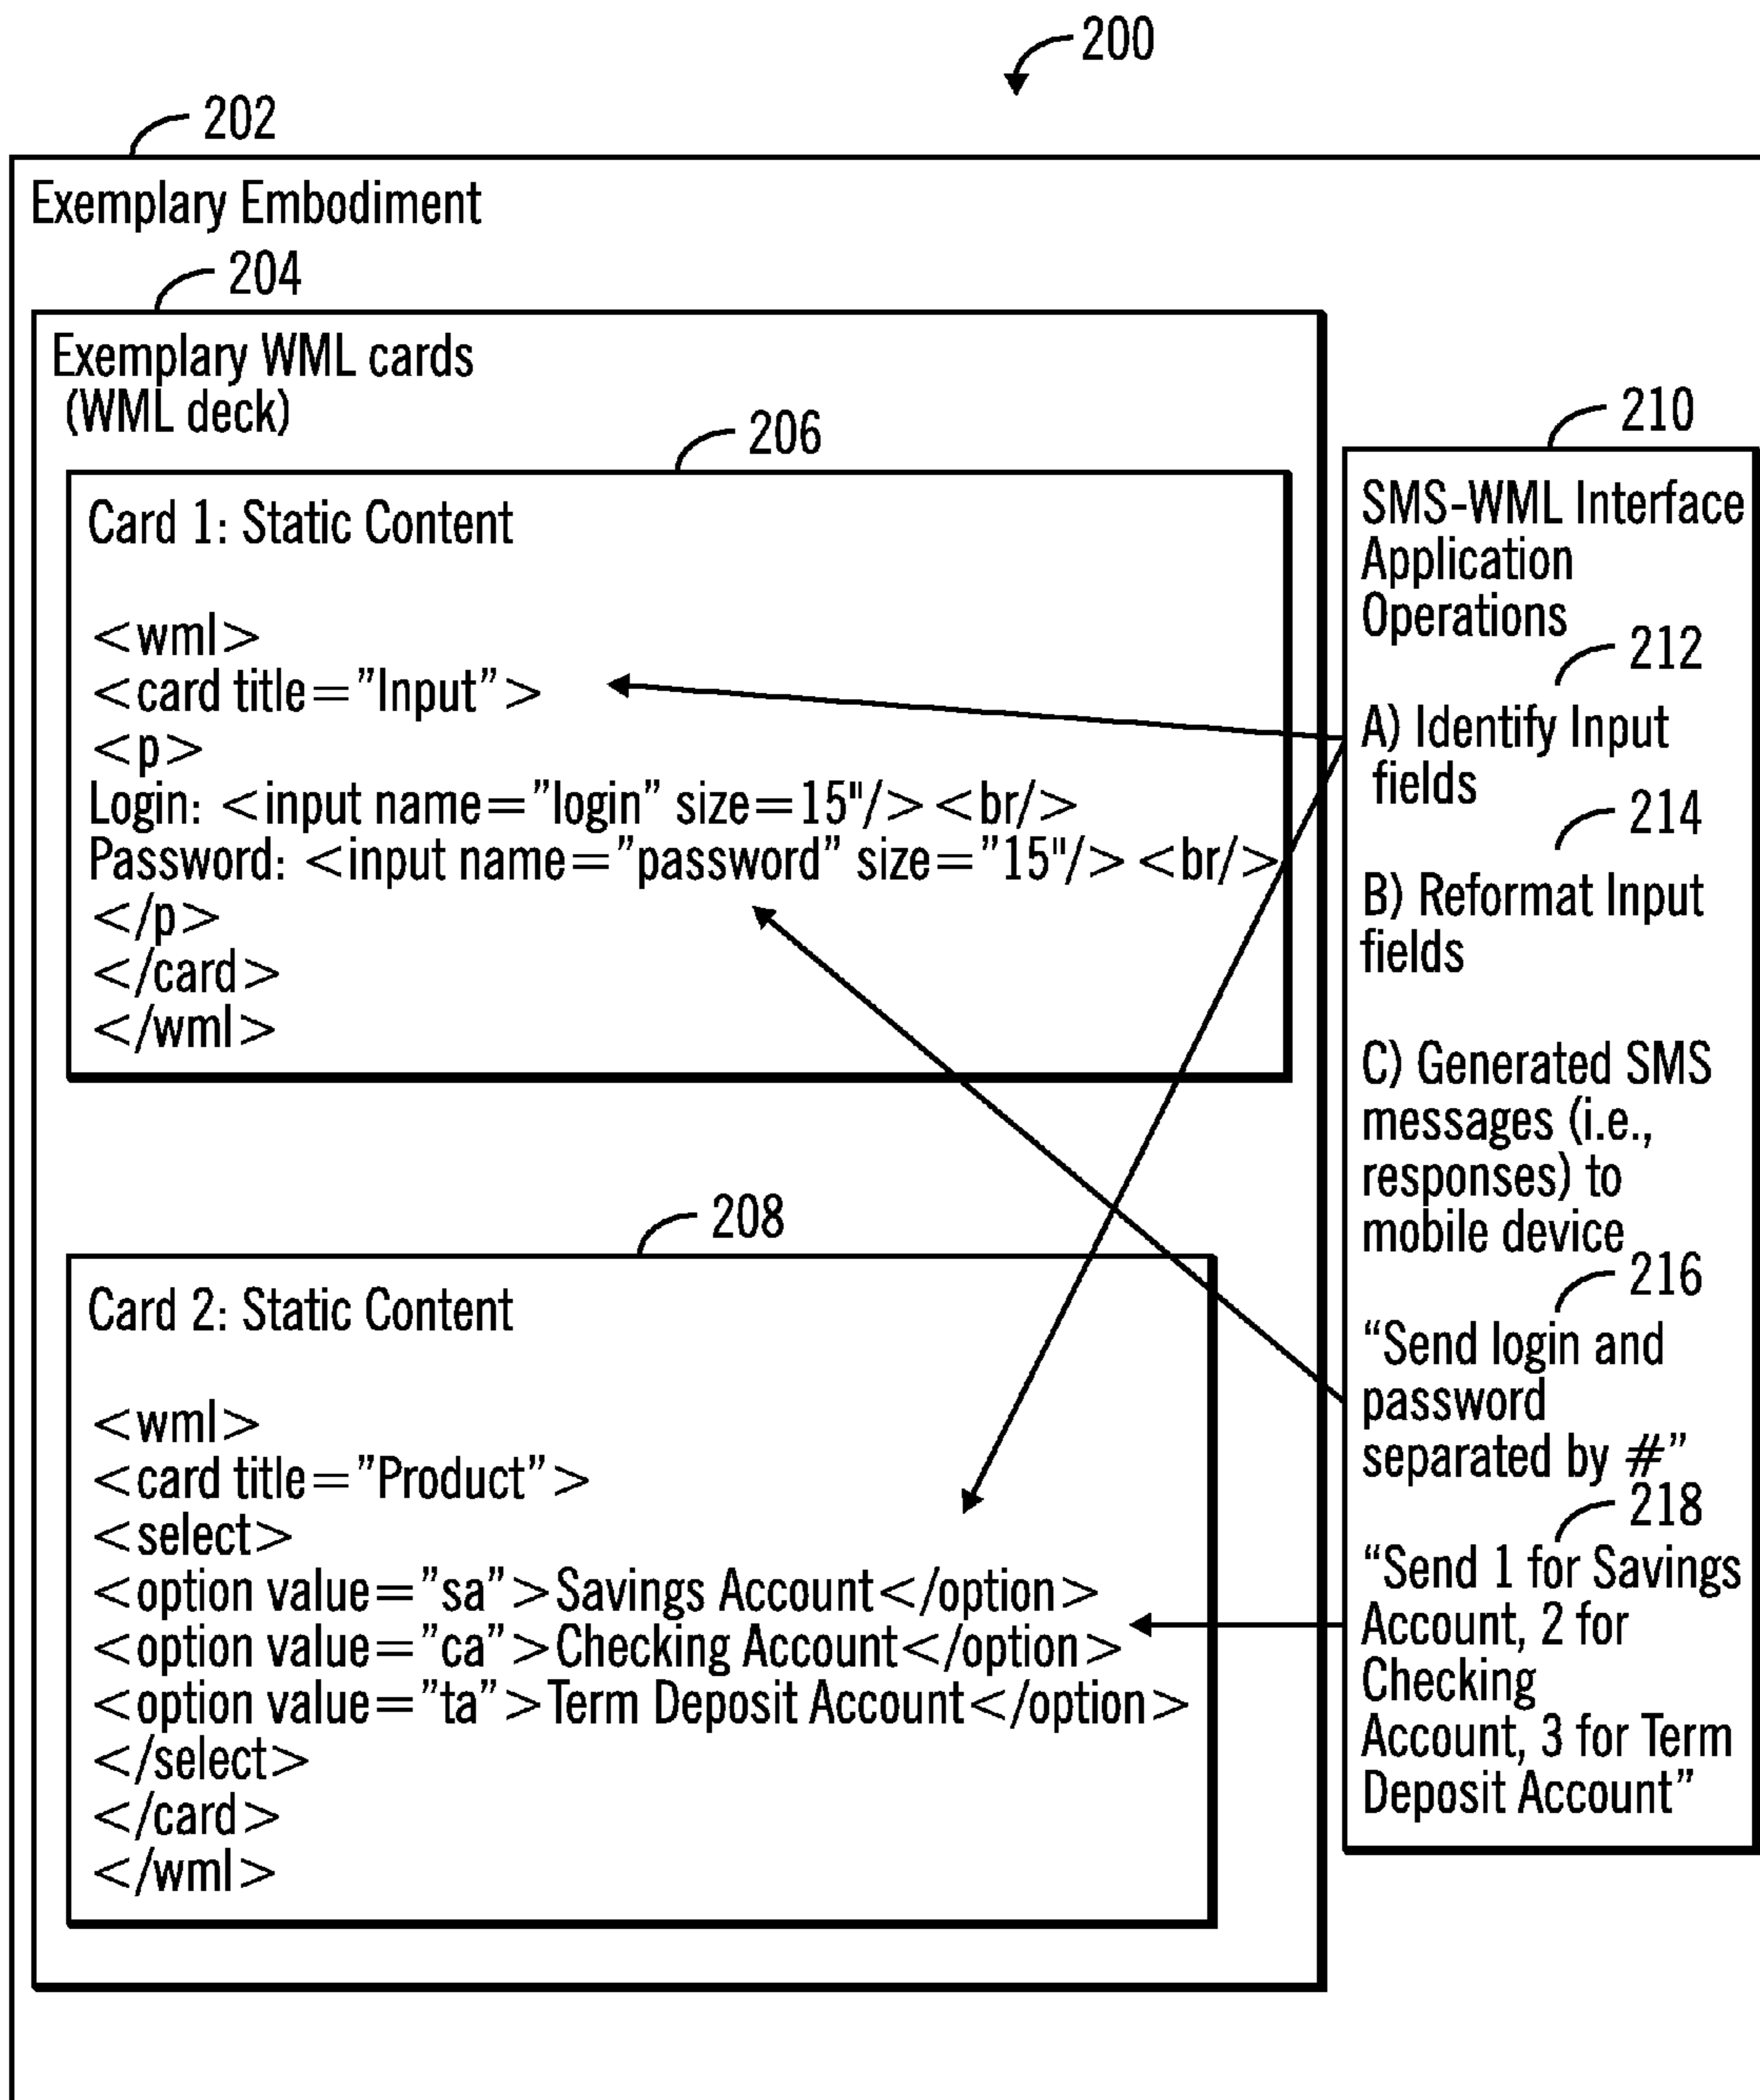 200
202
Exemplary Embodiment
204
Exemplary WML cards
(WML deck)
206
Card 1: Static Content
<wml>
<card title=”Input”>
<p>
Login: <input name=”login” size=15"/><br/>
Password: <input name=”password” size=”15"/><br/>
</p>
</card>
</wml>
208
Card 2: Static Content
<wml>
<card title=”Product”>
<select>
<option value=”sa”>Savings Account</option>
<option value=”ca”>Checking Account</option>
<option value=”ta”>Term Deposit Account</option>
</select>
</card>
</wml>
210
SMS-WML Interface
Application
Operations
212
A) Identify Input
fields
214
B) Reformat Input
fields
C) Generated SMS
messages (i.e.,
responses) to
mobile device
216
“Send login and
password
separated by #”
218
“Send 1 for Savings
Account, 2 for
Checking
Account, 3 for Term
Deposit Account”